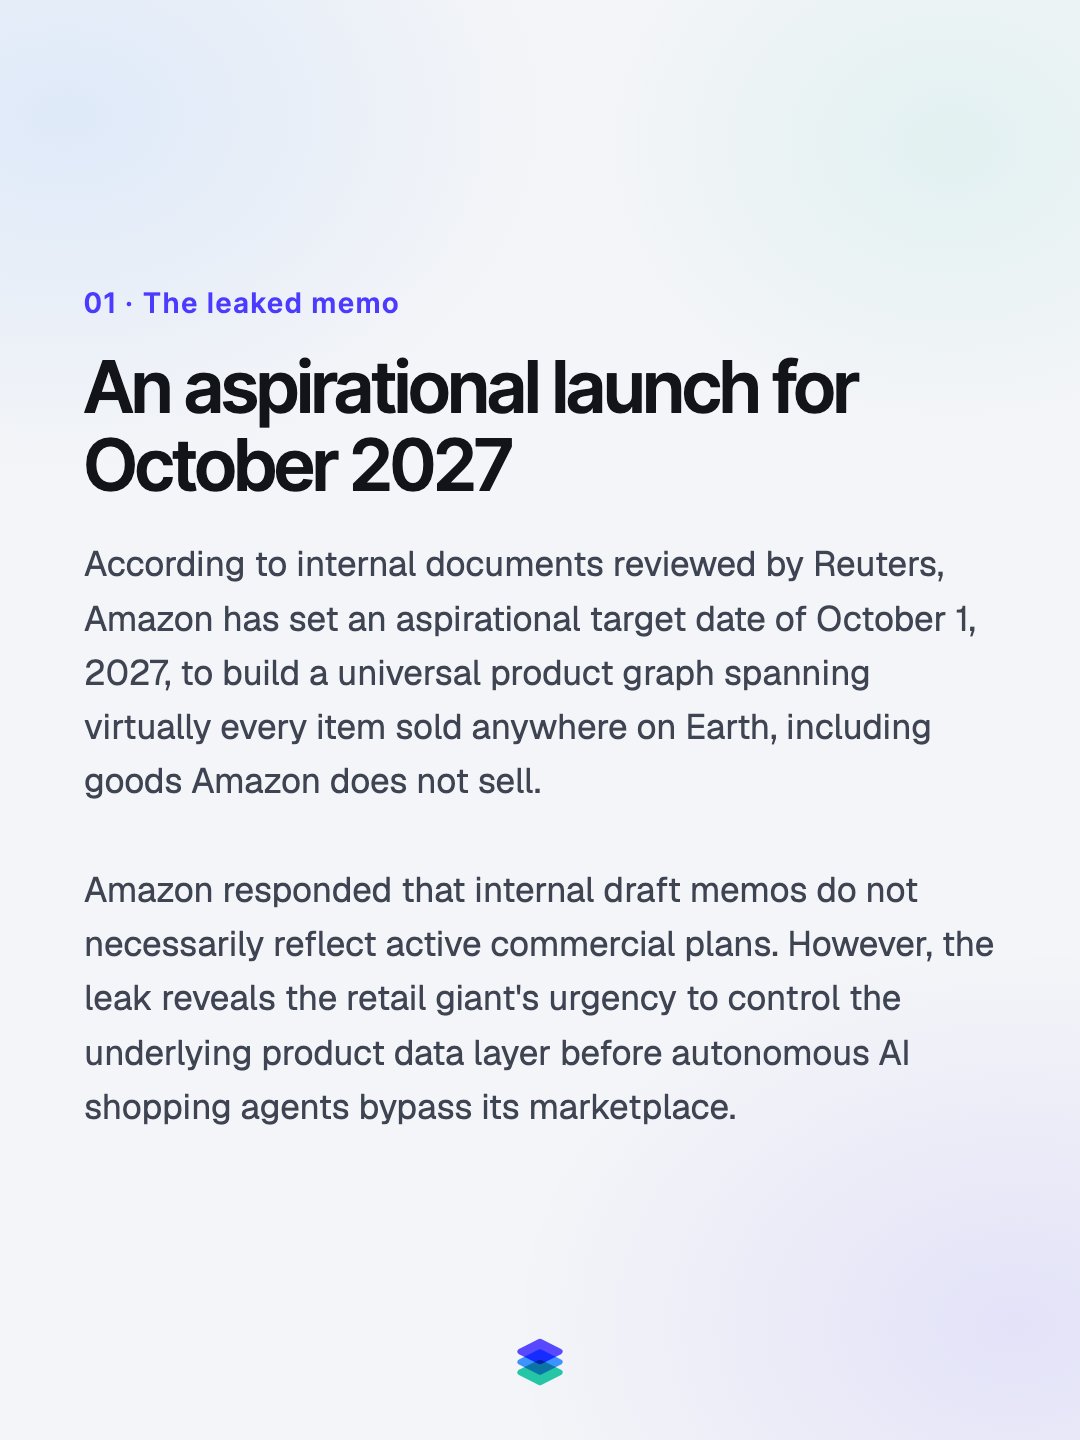 01 · The leaked memo
An aspirational launch for
October 2027
According to internal documents reviewed by Reuters,
Amazon has set an aspirational target date of October 1,
2027, to build a universal product graph spanning
virtually every item sold anywhere on Earth, including
goods Amazon does not sell.
Amazon responded that internal draft memos do not
necessarily reflect active commercial plans. However, the
leak reveals the retail giant's urgency to control the
underlying product data layer before autonomous AI
shopping agents bypass its marketplace.